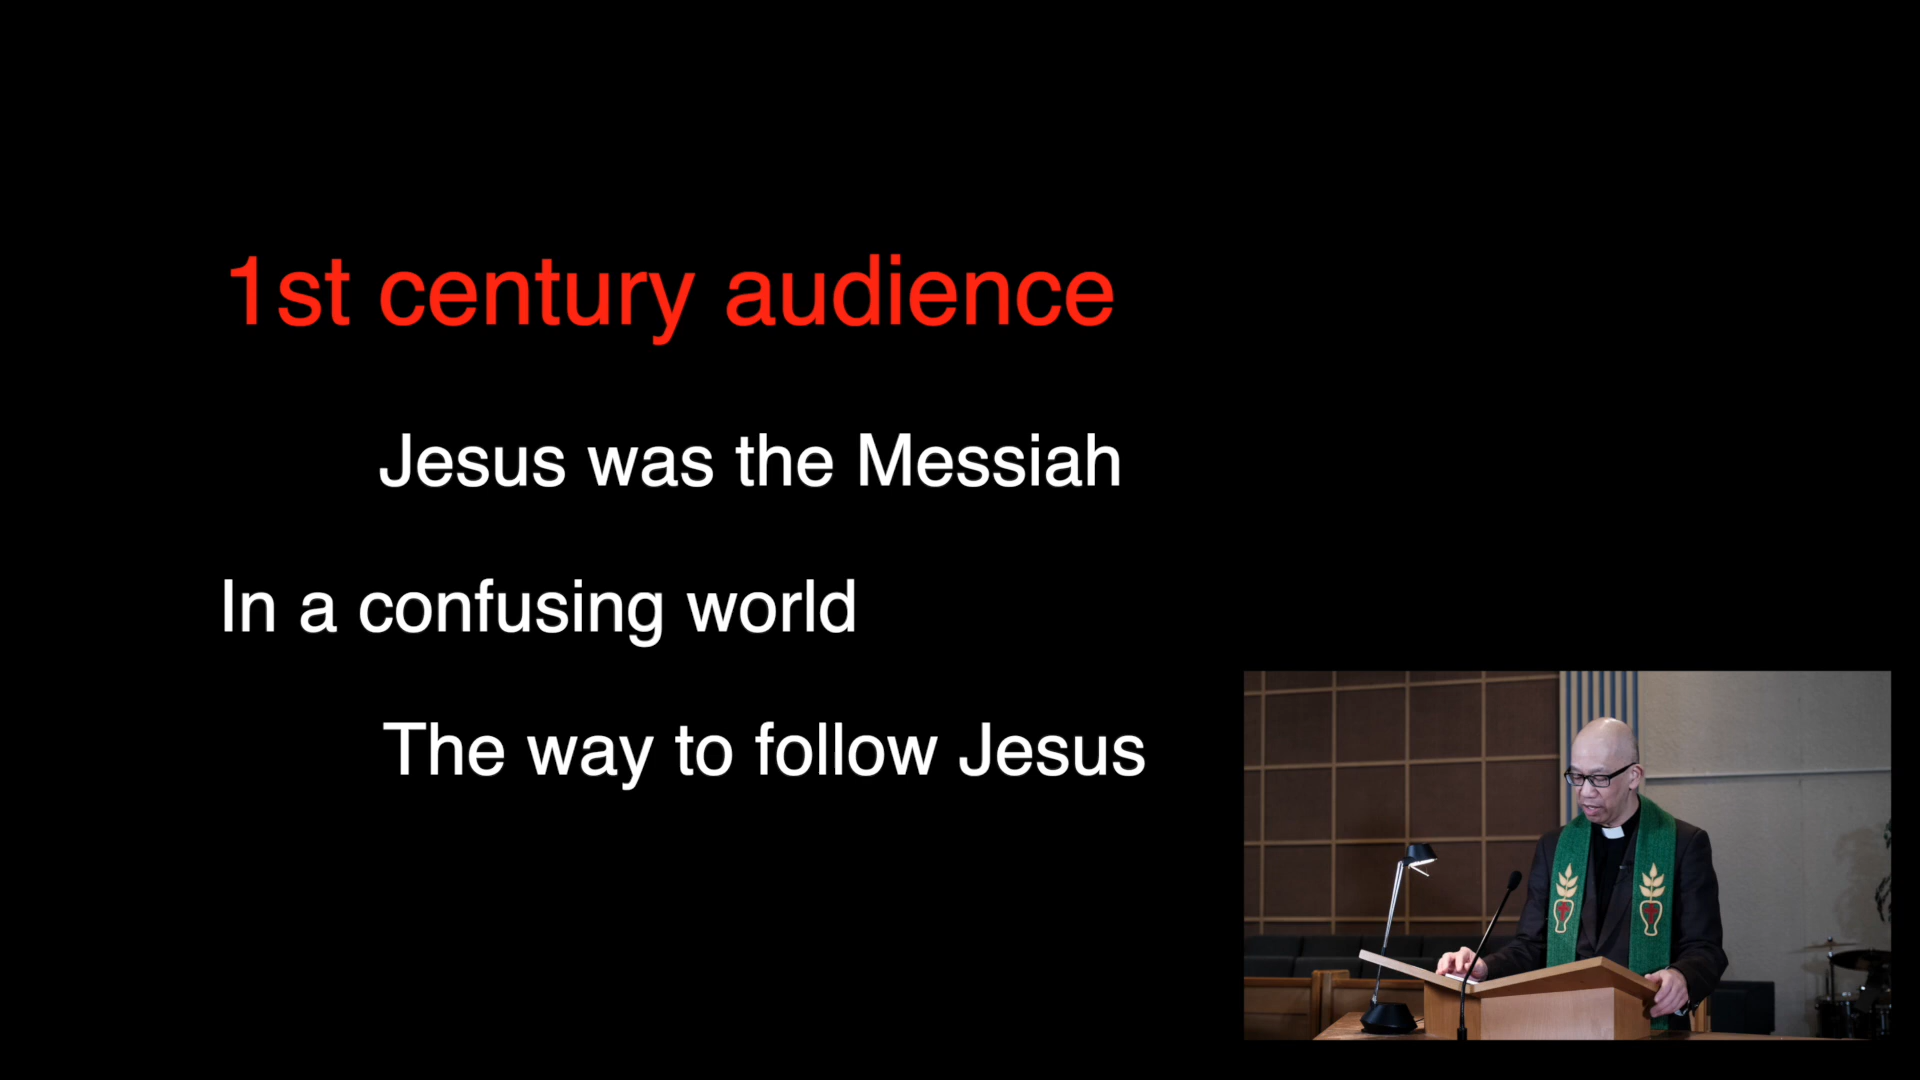 1st century audience
Jesus was the Messiah
In a confusing world
The way to follow Jesus